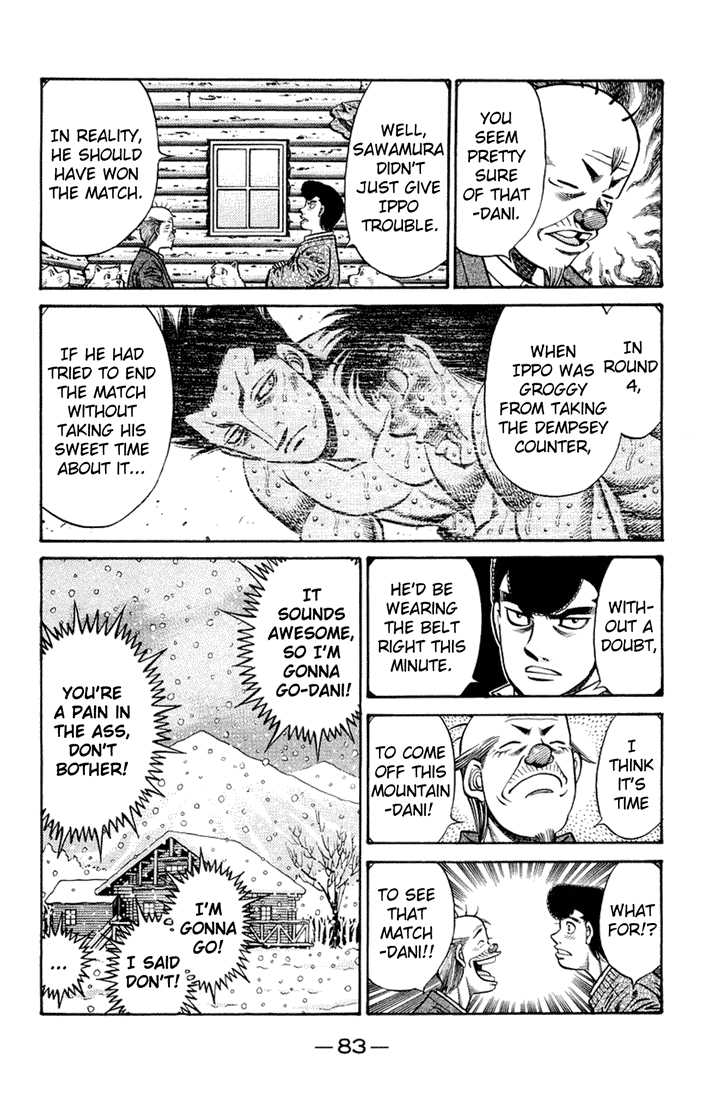 YOU
SEEM
PRETTY
SURE
OF THAT
-DANI.
WELL,
SAWAMURA
DIDN'T
JUST GIVE
IPPO
TROUBLE.
IN REALITY,
HE SHOULD
HAVE WON
THE MATCH.
IN
ROUND
4,
WHEN
IPPO WAS
GROGGY
FROM TAKING
THE DEMPSEY
COUNTER,
IF HE HAD
TRIED TO END
THE MATCH
WITHOUT
TAKING HIS
SWEET TIME
ABOUT IT...
WITH-
OUT A
DOUBT,
HE'D BE
WEARING
THE BELT
RIGHT THIS
MINUTE.
I
THINK
IT'S
TIME
TO COME
OFF THIS
MOUNTAIN
-DANI!
WHAT
FOR!?
TO SEE
THAT
MATCH
-DANI!!
IT
SOUNDS
AWESOME,
SO I'M
GONNA
GO-DANI!
YOU'RE
A PAIN IN
THE ASS,
DON'T
BOTHER!
I'M
GONNA
GO!
I SAID
DON'T!
...
—83—